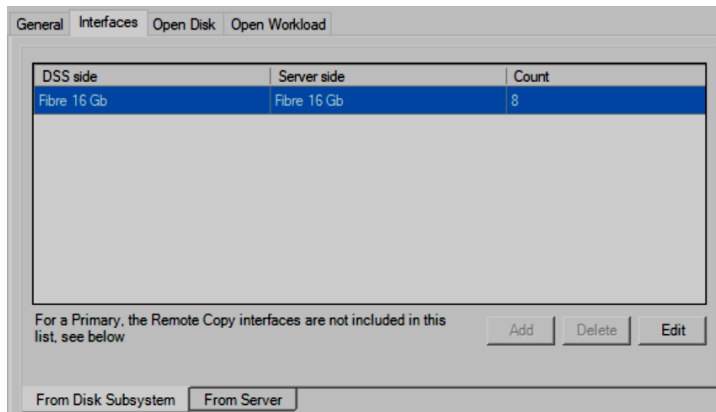 General Interfaces Open Disk Open Workload
DSS side Server side Count
Fibre 16 Gb Fibre 16 Gb 8
For a Primary, the Remote Copy interfaces are not included in this
list, see below
Add Delete Edit
From Disk Subsystem From Server